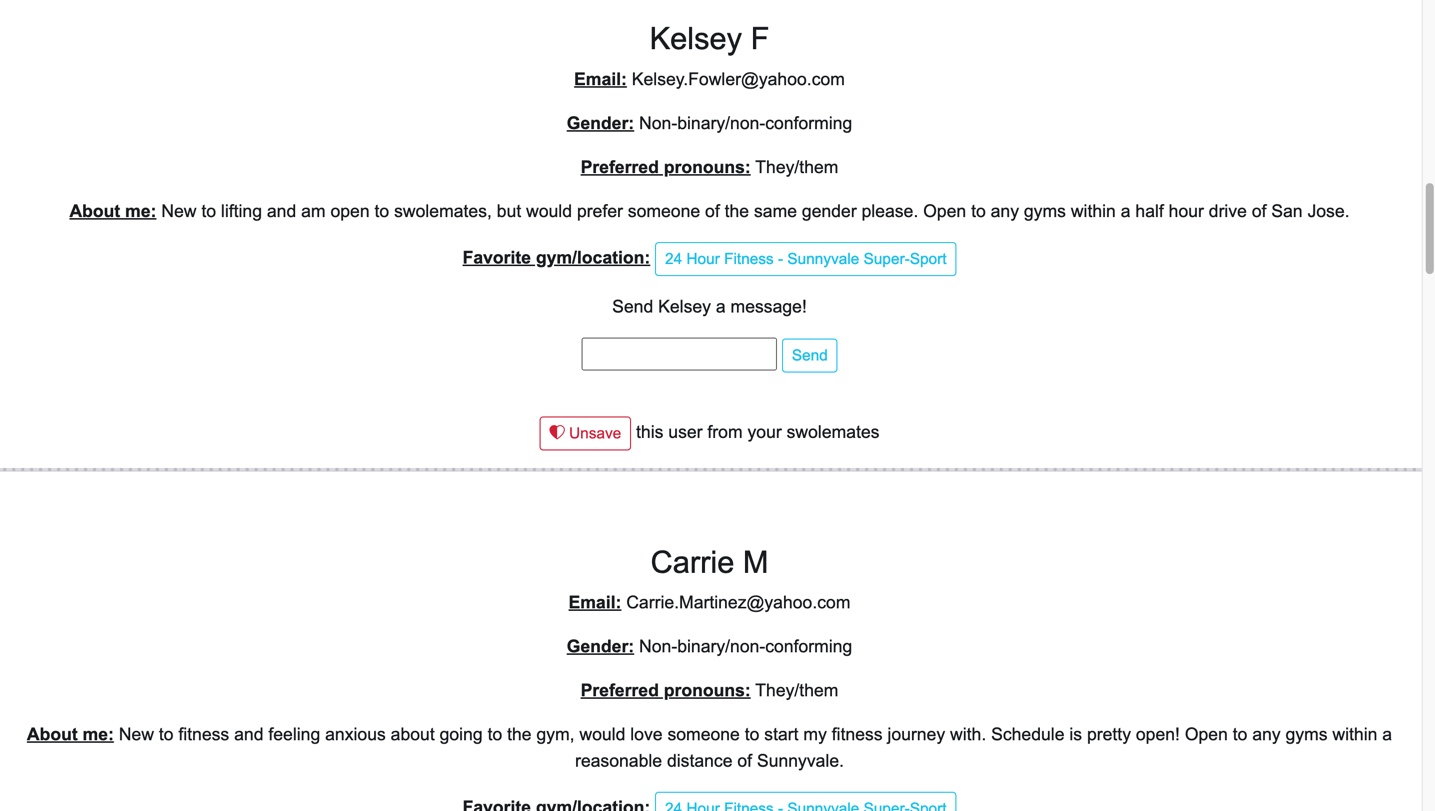 Kelsey F
Email: Kelsey.Fowler@yahoo.com
Gender: Non-binary/non-conforming
Preferred pronouns: They/them
About me: New to lifting and am open to swolemates, but would prefer someone of the same gender please. Open to any gyms within a half hour drive of San Jose.
Favorite gym/location: 24 Hour Fitness - Sunnyvale Super-Sport
Send Kelsey a message!
Send
Unsave this user from your swolemates
Carrie M
Email: Carrie.Martinez@yahoo.com
Gender: Non-binary/non-conforming
Preferred pronouns: They/them
About me: New to fitness and feeling anxious about going to the gym, would love someone to start my fitness journey with. Schedule is pretty open! Open to any gyms within a
reasonable distance of Sunnyvale.
Favorite gym/location: 24 Hour Fitness - Sunnyvale Super-Sport